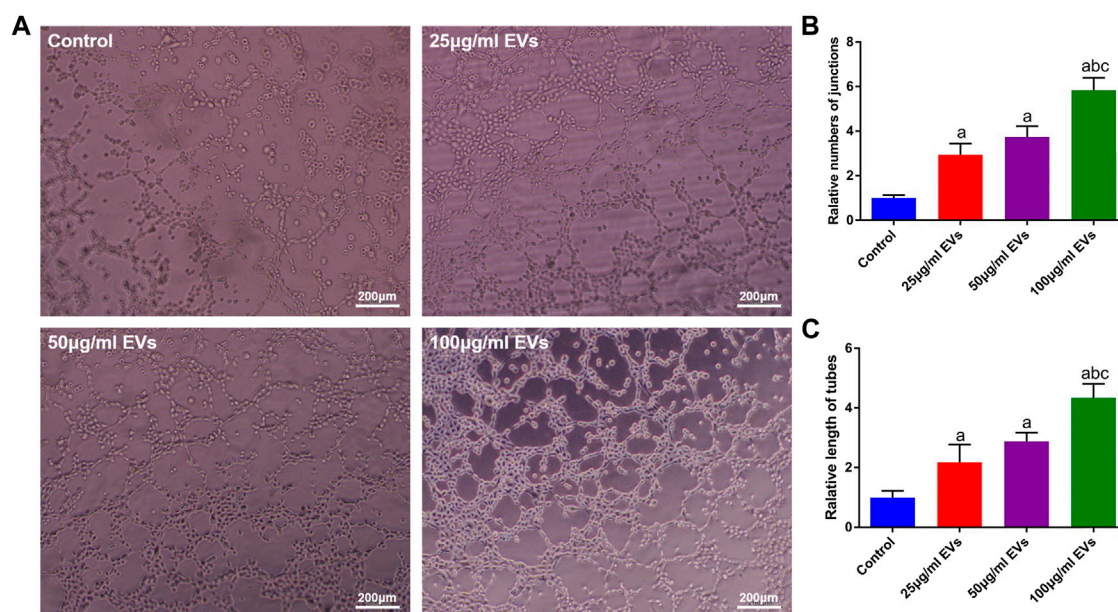 A
Control
200µm
25µg/ml EVs
200µm
50µg/ml EVs
200µm
100µg/ml EVs
200µm
B
Ralative numbers of junctions
8
6
4
2
0
a
a
abc
Control
25µg/ml EVs
50µg/ml EVs
100µg/ml EVs
C
Ralative length of tubes
6
4
2
0
a
a
abc
Control
25µg/ml EVs
50µg/ml EVs
100µg/ml EVs